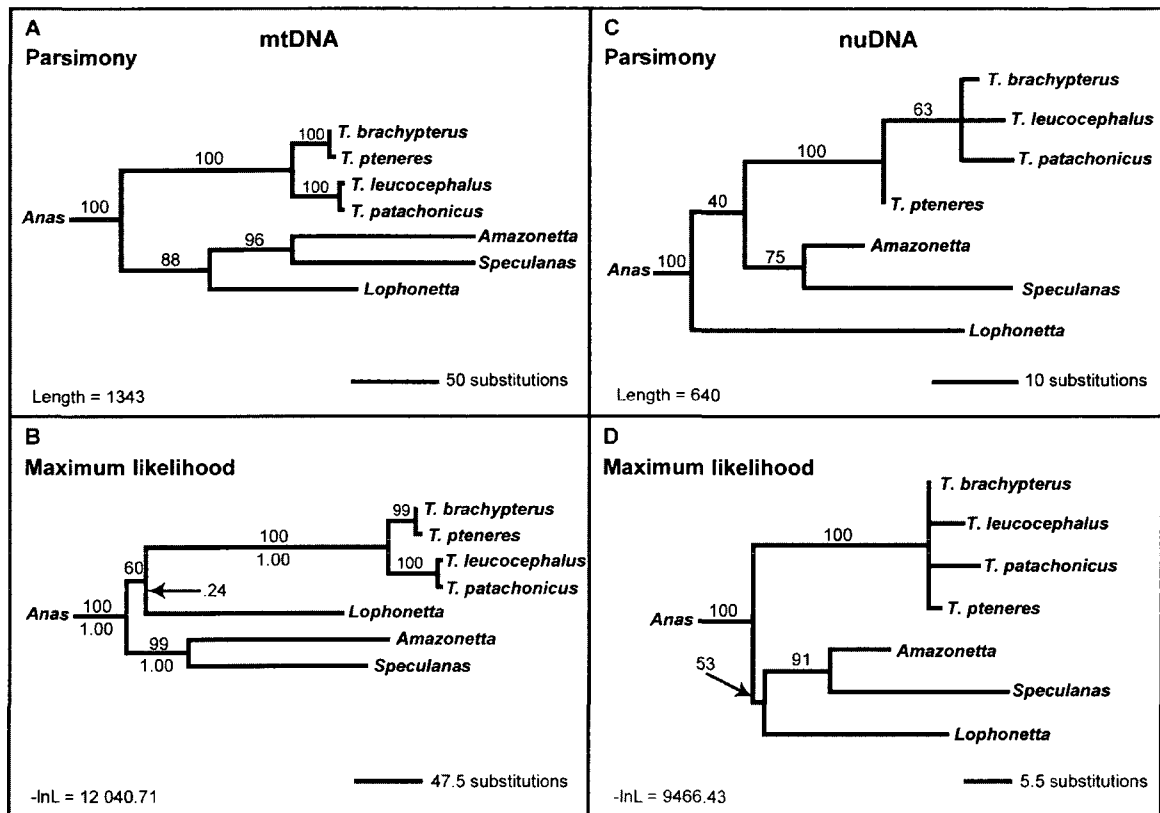 A
mtDNA
Parsimony
100
T. brachypterus
T. pteneres
100
100
T. leucocephalus
T. patachonicus
Anas 100
96
Amazonetta
88
Speculanas
Lophonetta
50 substitutions
Length = 1343
C
nuDNA
Parsimony
T. brachypterus
63
T. leucocephalus
100
T. patachonicus
40
T. pteneres
Amazonetta
100
75
Anas
Speculanas
Lophonetta
10 substitutions
Length = 640
B
Maximum likelihood
99
T. brachypterus
T. pteneres
100
1.00
100
T. leucocephalus
T. patachonicus
60
.24
Anas 100
1.00
Lophonetta
99
1.00
Amazonetta
Speculanas
47.5 substitutions
-lnL = 12 040.71
D
Maximum likelihood
T. brachypterus
T. leucocephalus
100
T. patachonicus
T. pteneres
Anas 100
53
91
Amazonetta
Speculanas
Lophonetta
5.5 substitutions
-lnL = 9466.43